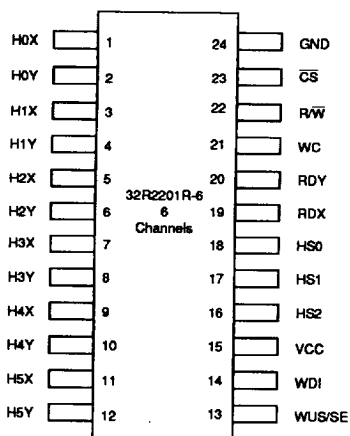 H0X 1 24 GND
H0Y 2 23 C̅S̅
H1X 3 22 R/W̅
H1Y 4 21 WC
H2X 5 20 RDY
32R2201R-6
H2Y 6 6 19 RDX
Channels
H3X 7 18 HS0
H3Y 8 17 HS1
H4X 9 16 HS2
H4Y 10 15 VCC
H5X 11 14 WDI
H5Y 12 13 WUS/SE